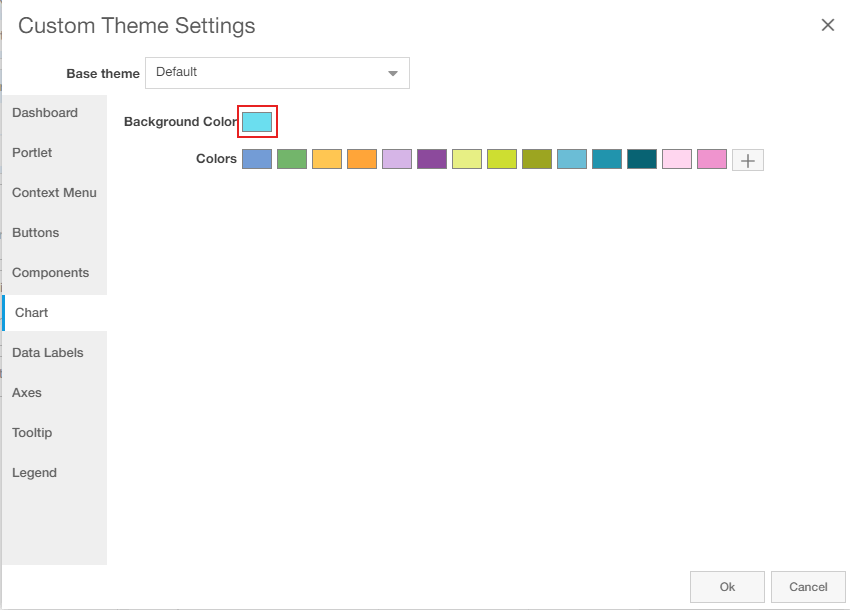 Custom Theme Settings
Base theme Default
Background Color
Colors
Dashboard
Portlet
Context Menu
Buttons
Components
Chart
Data Labels
Axes
Tooltip
Legend
Ok Cancel